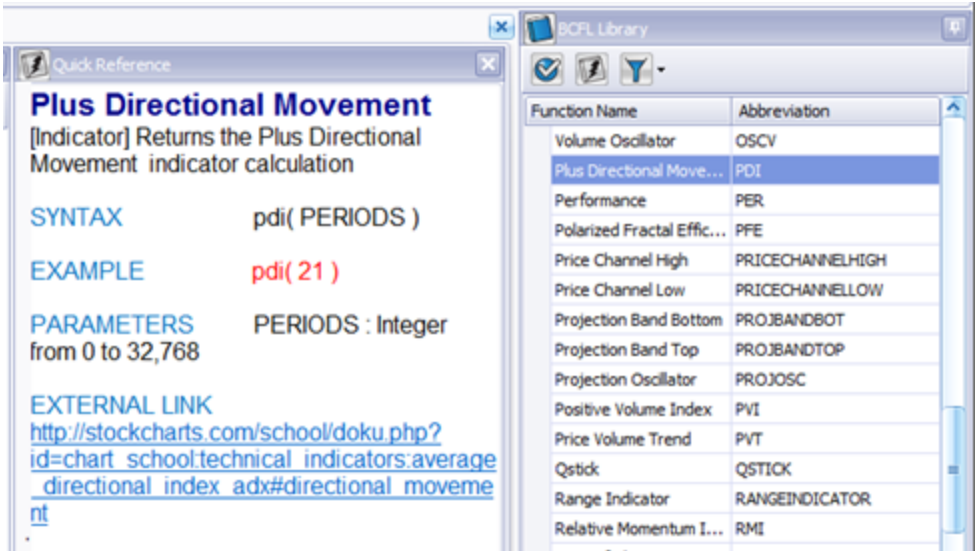 Quick Reference
Plus Directional Movement
[Indicator] Returns the Plus Directional
Movement indicator calculation
SYNTAX pdi( PERIODS )
EXAMPLE pdi( 21 )
PARAMETERS PERIODS : Integer
from 0 to 32,768
EXTERNAL LINK
http://stockcharts.com/school/doku.php?
id=chart_school:technical_indicators:average
_directional_index_adx#directional_moveme
nt
BCFL Library
Function Name Abbreviation
Volume Oscillator OSCV
Plus Directional Move... PDI
Performance PER
Polarized Fractal Effic... PFE
Price Channel High PRICECHANNELHIGH
Price Channel Low PRICECHANNELLOW
Projection Band Bottom PROJBANDBOT
Projection Band Top PROJBANDTOP
Projection Oscillator PROJOSC
Positive Volume Index PVI
Price Volume Trend PVT
Qstick QSTICK
Range Indicator RANGEINDICATOR
Relative Momentum I... RMI